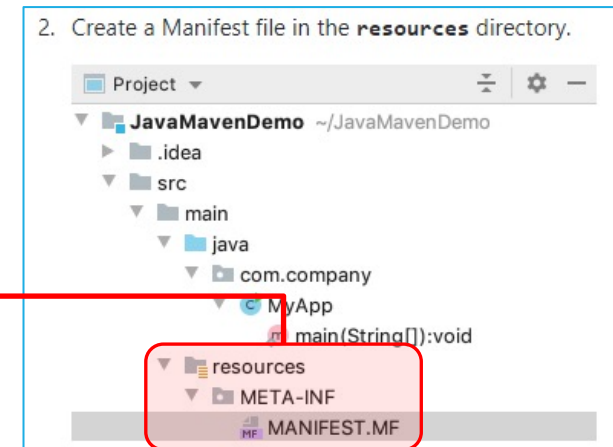 2. Create a Manifest file in the resources directory.
Project
JavaMavenDemo ~/JavaMavenDemo
.idea
src
main
java
com.company
C MyApp
m main(String[]):void
resources
META-INF
MF MANIFEST.MF